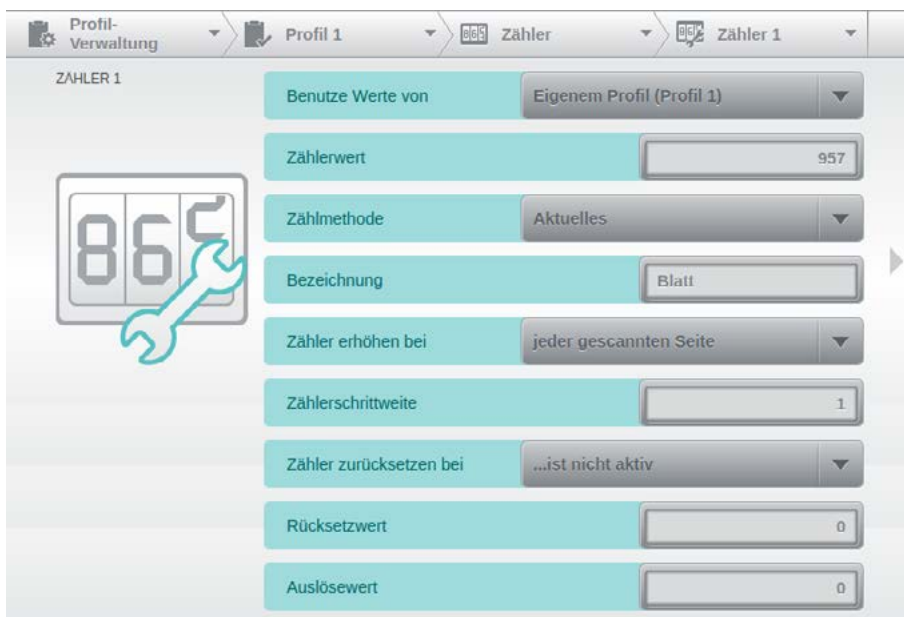 Profil-
Verwaltung
Profil 1
Zähler
Zähler 1
ZÄHLER 1
Benutze Werte von
Eigenem Profil (Profil 1)
Zählerwert
957
Zählmethode
Aktuelles
Bezeichnung
Blatt
Zähler erhöhen bei
jeder gescannten Seite
Zählerschrittweite
1
Zähler zurücksetzen bei
...ist nicht aktiv
Rücksetzwert
0
Auslösewert
0